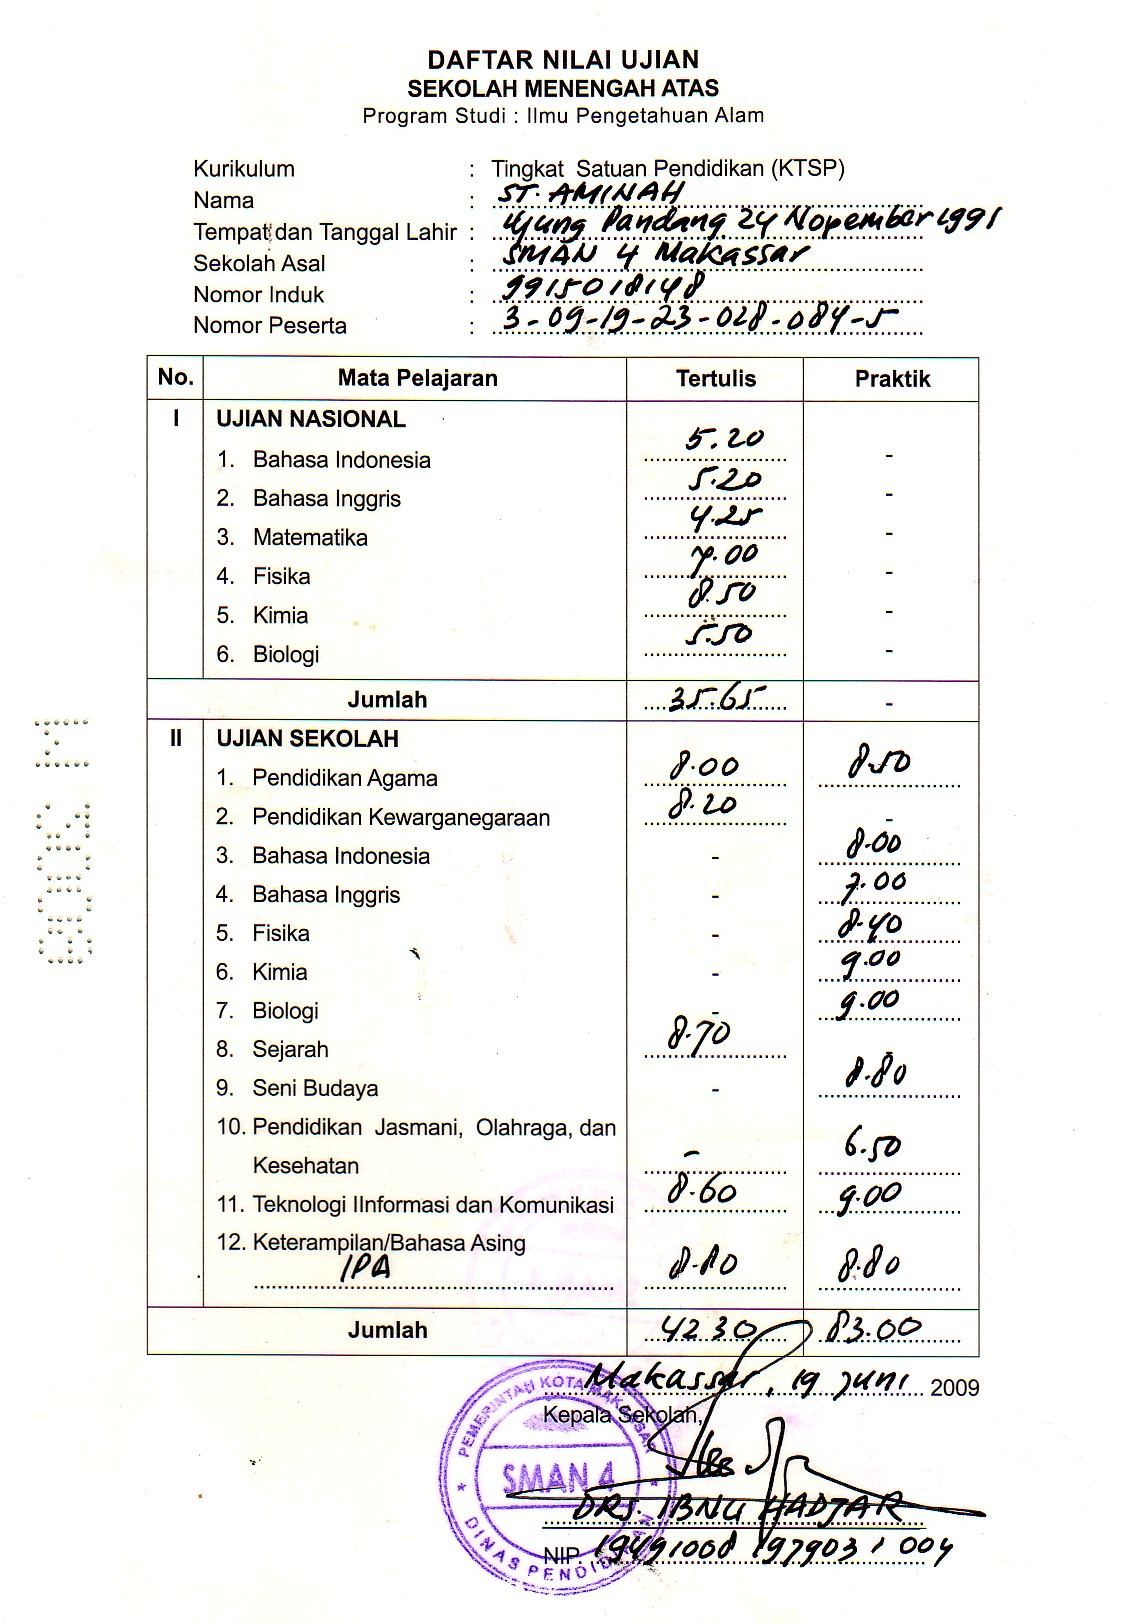 DAFTAR NILAI UJIAN
SEKOLAH MENENGAH ATAS
Program Studi : Ilmu Pengetahuan Alam
Kurikulum : Tingkat Satuan Pendidikan (KTSP)
Nama : ST. AMINAH
Tempat dan Tanggal Lahir : Ujung Pandang 24 Nopember 1991
Sekolah Asal : SMAN 4 Makassar
Nomor Induk : 9915018148
Nomor Peserta : 3-09-19-23-028-084-5
No. Mata Pelajaran Tertulis Praktik
I UJIAN NASIONAL
1. Bahasa Indonesia 5.20 -
2. Bahasa Inggris 5.20 -
3. Matematika 4.25 -
4. Fisika 7.00 -
5. Kimia 8.50 -
6. Biologi 5.50 -
Jumlah 35.65 -
II UJIAN SEKOLAH
1. Pendidikan Agama 8.00 8.50
2. Pendidikan Kewarganegaraan 8.20 -
3. Bahasa Indonesia - 8.00
4. Bahasa Inggris - 7.00
5. Fisika - 8.40
6. Kimia - 9.00
7. Biologi - 9.00
8. Sejarah 8.70 -
9. Seni Budaya - 8.80
10. Pendidikan Jasmani, Olahraga, dan
Kesehatan - 6.50
11. Teknologi IInformasi dan Komunikasi 8.60 9.00
12. Keterampilan/Bahasa Asing
IPA 8.80 8.80
Jumlah 42.30 83.00
Makassar, 19 Juni 2009
Kepala Sekolah,
PEMERINTAH KOTA MAKASSAR
SMAN 4
DINAS PENDIDIKAN
DRS. IBNU HADJAR
NIP. 19491008 197903 1 004